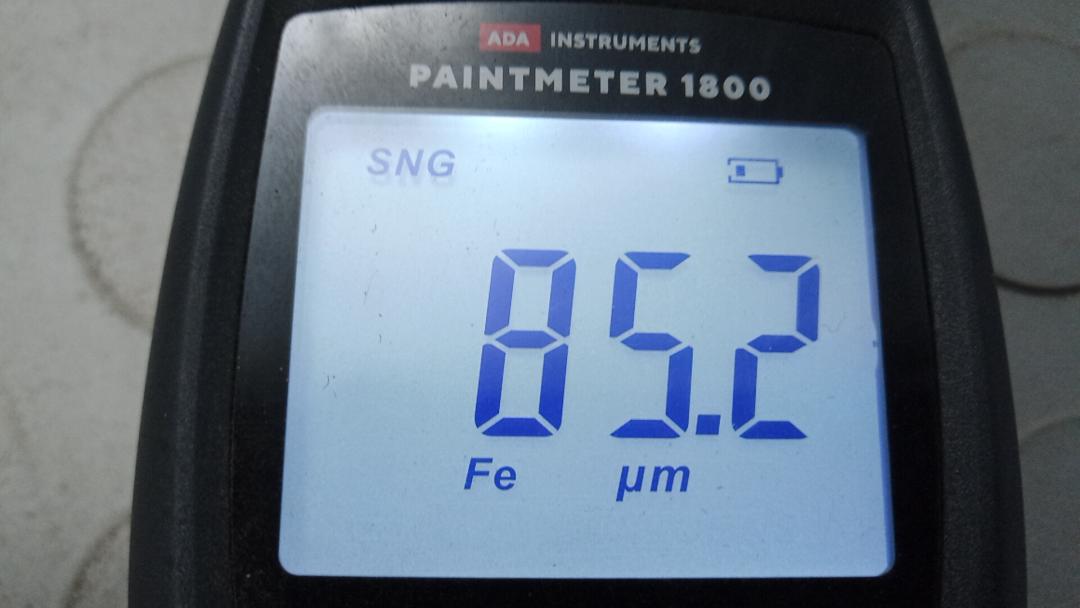 ADA INSTRUMENTS
PAINTMETER 1800
SNG
85.2
Fe µm